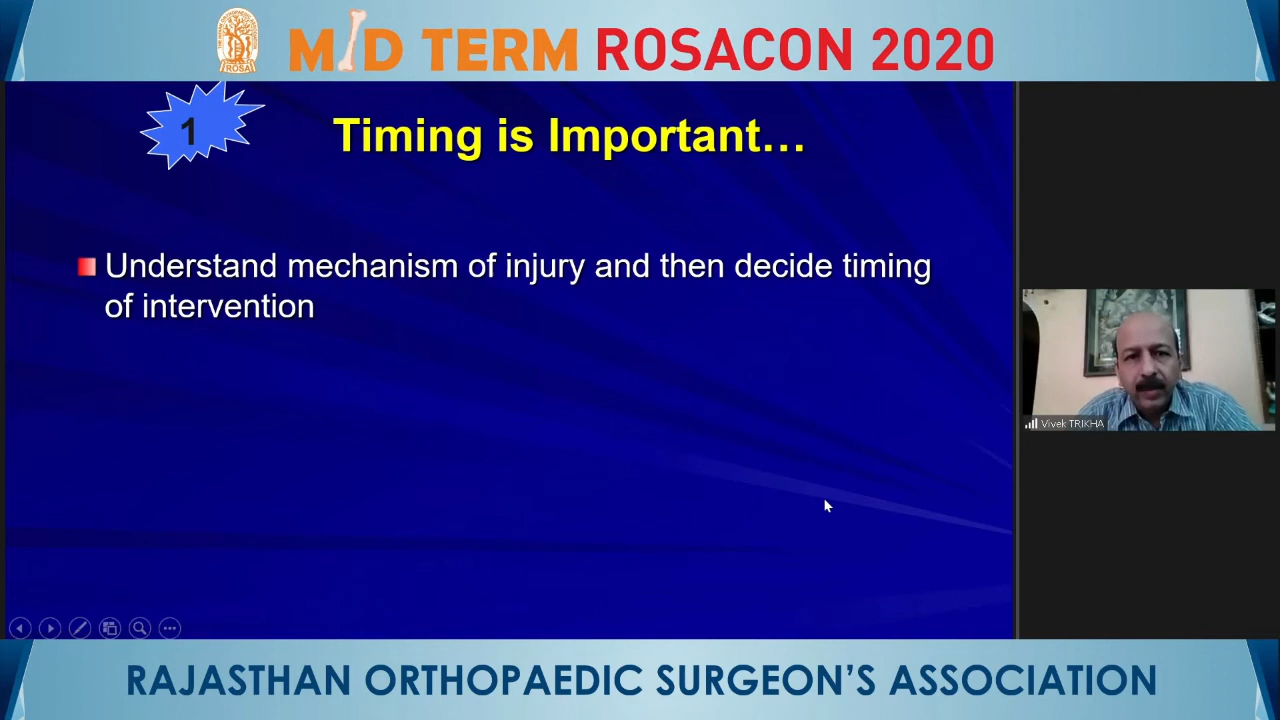 ROSA
MID TERM ROSACON 2020
1
Timing is Important...
Understand mechanism of injury and then decide timing
of intervention
Vivek TRIKHA
RAJASTHAN ORTHOPAEDIC SURGEON'S ASSOCIATION